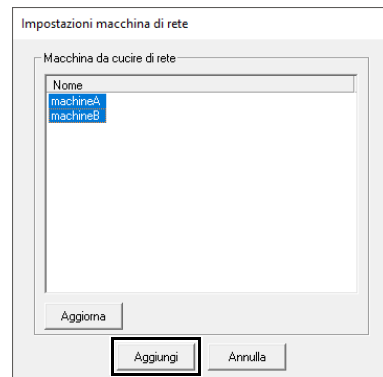 Impostazioni macchina di rete
Macchina da cucire di rete
Nome
machineA
machineB
Aggiorna
Aggiungi Annulla